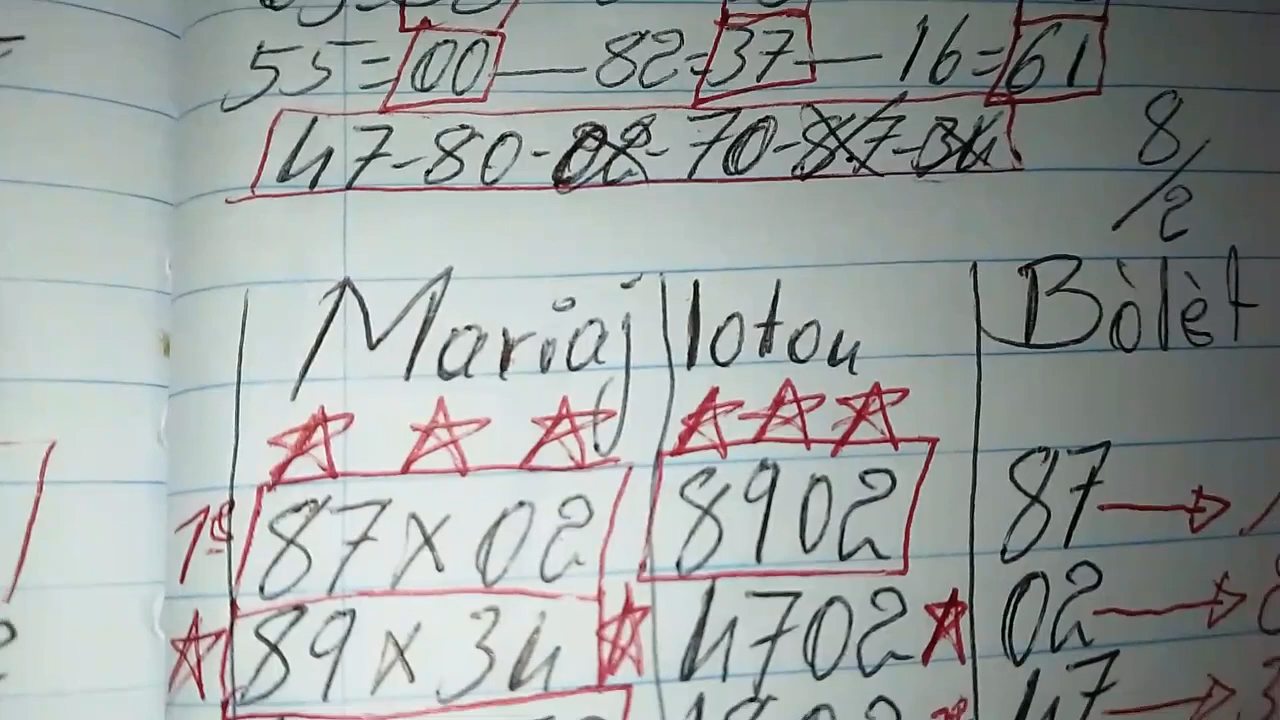 55=00—82=37—16=61
47-80-08-70-87-34
8/2
Mariaj lotou Bòlèt
87x02 8902 87→
89x34 4702 02→
47→